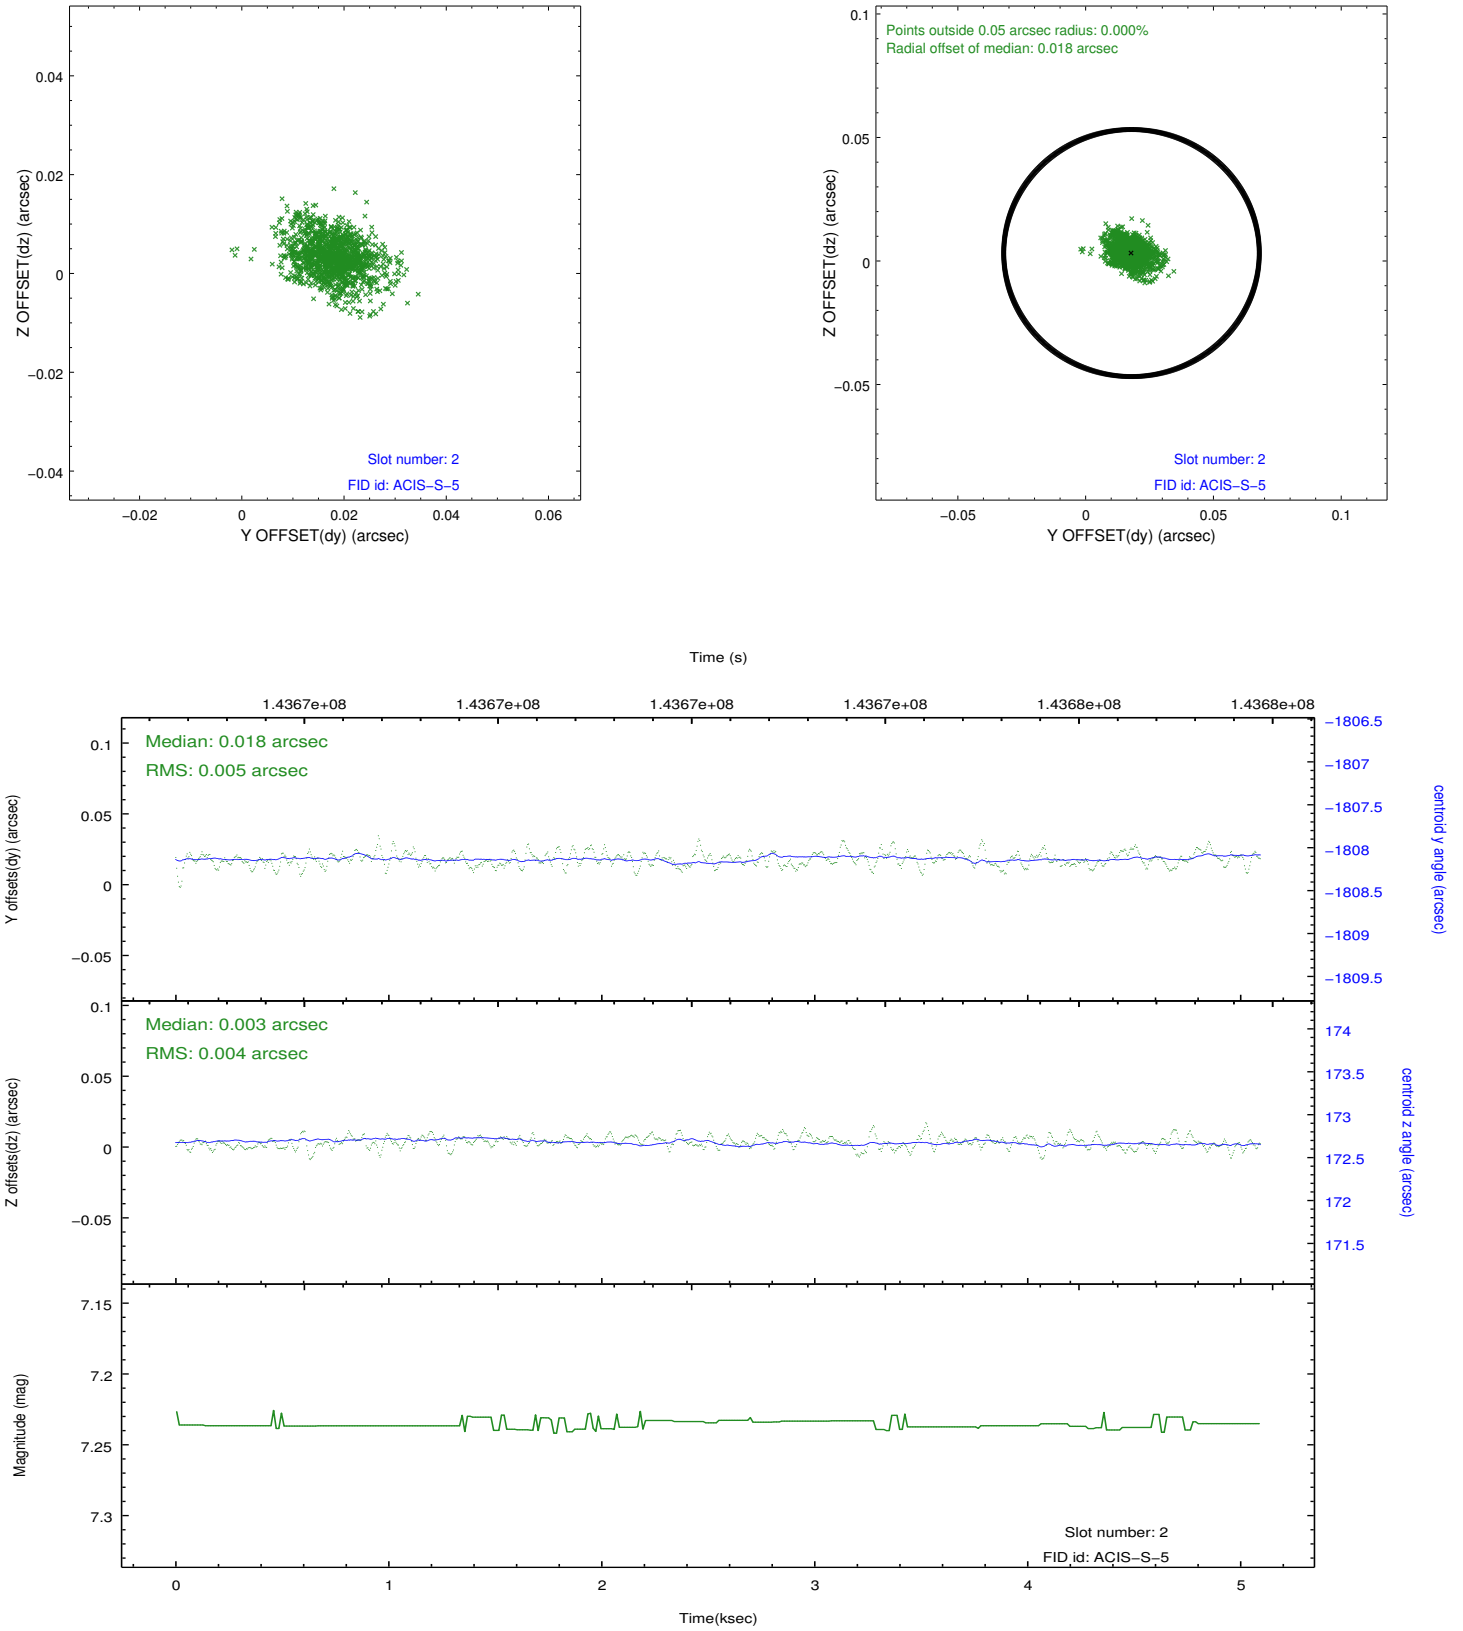 0.04
0.02
0
−0.02
−0.04
Z OFFSET(dz) (arcsec)
Slot number: 2
FID id: ACIS−S−5
−0.02
0
0.02
0.04
0.06
Y OFFSET(dy) (arcsec)
Points outside 0.05 arcsec radius: 0.000%
Radial offset of median: 0.018 arcsec
0.1
0.05
0
−0.05
Z OFFSET(dz) (arcsec)
Slot number: 2
FID id: ACIS−S−5
−0.05
0
0.05
0.1
Y OFFSET(dy) (arcsec)
Time (s)
1.4367e+08
1.4367e+08
1.4367e+08
1.4367e+08
1.4368e+08
1.4368e+08
Median: 0.018 arcsec
RMS: 0.005 arcsec
0.1
0.05
0
−0.05
Y offsets(dy) (arcsec)
−1806.5
−1807
−1807.5
−1808
−1808.5
−1809
−1809.5
centroid y angle (arcsec)
Median: 0.003 arcsec
RMS: 0.004 arcsec
0.1
0.05
0
−0.05
Z offsets(dz) (arcsec)
174
173.5
173
172.5
172
171.5
centroid z angle (arcsec)
7.15
7.2
7.25
7.3
Magnitude (mag)
Slot number: 2
FID id: ACIS−S−5
0
1
2
3
4
5
Time(ksec)